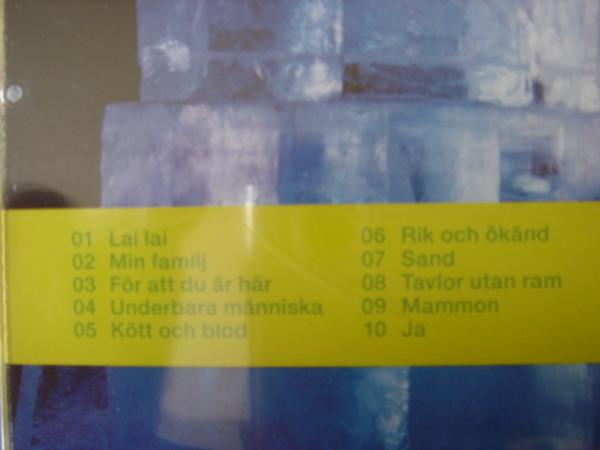 01 Lai lai
02 Min familj
03 För att du är här
04 Underbara människa
05 Kött och blod
06 Rik och ökänd
07 Sand
08 Tavlor utan ram
09 Mammon
10 Ja